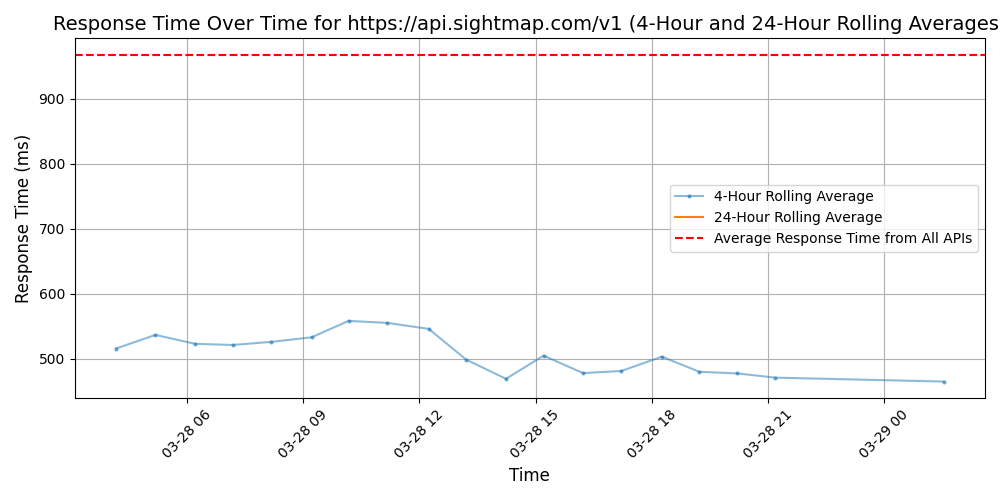 Response Time Over Time for https://api.sightmap.com/v1 (4-Hour and 24-Hour Rolling Averages
Response Time (ms)
900
800
700
600
500
4-Hour Rolling Average
24-Hour Rolling Average
Average Response Time from All APIs
03-28 06
03-28 09
03-28 12
03-28 15
03-28 18
03-28 21
03-29 00
Time